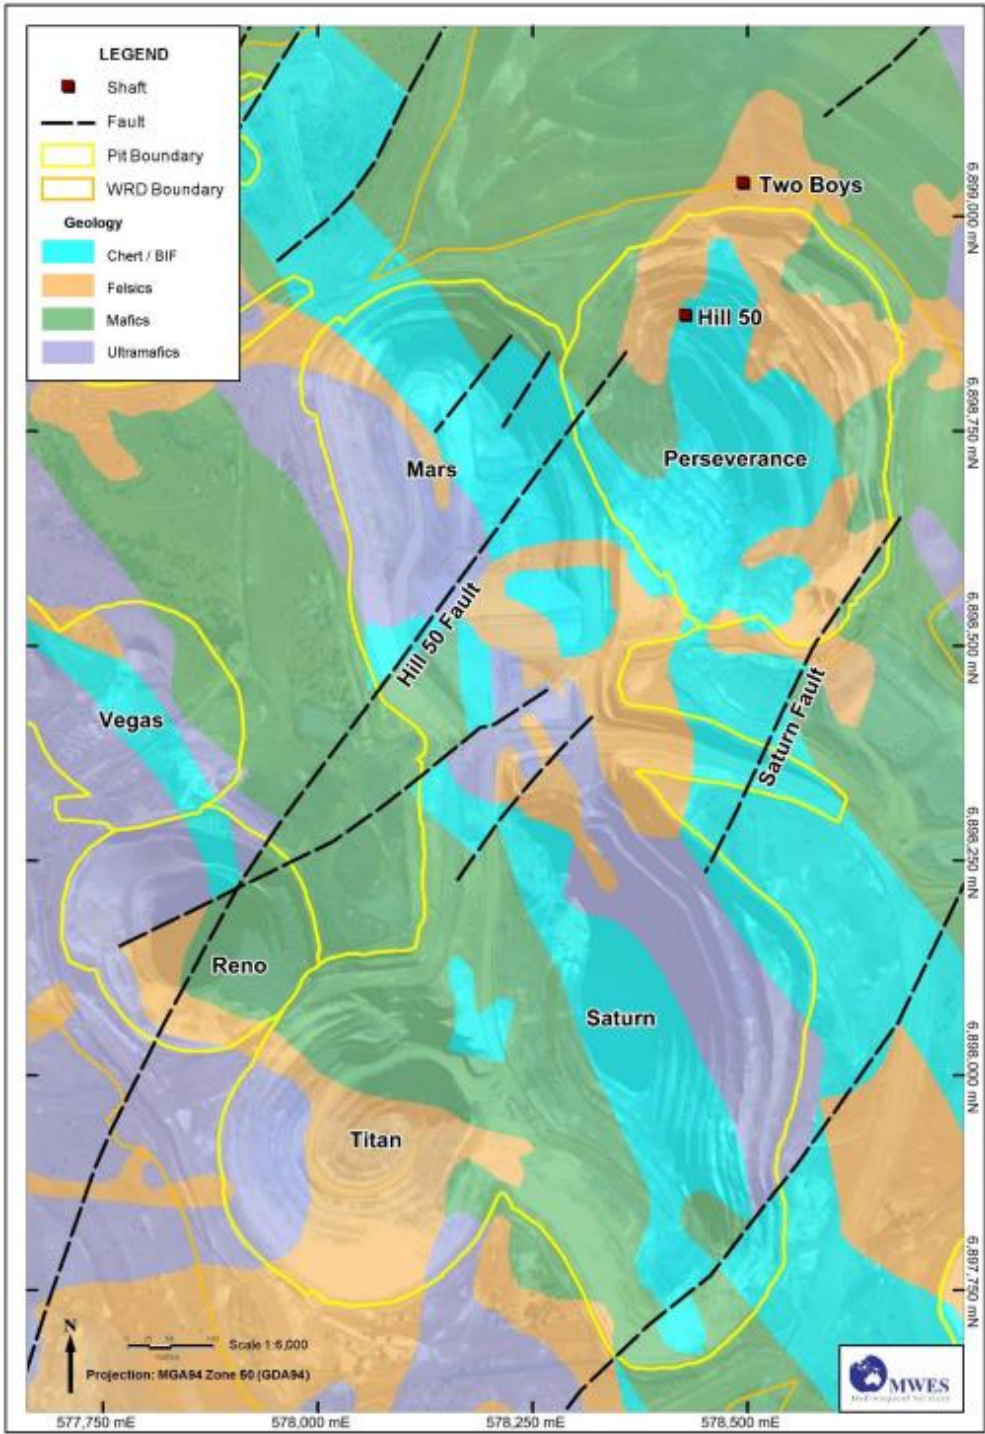 LEGEND
Shaft
Fault
Pit Boundary
WRD Boundary
Geology
Chert / BIF
Felsics
Mafics
Ultramafics
Two Boys
Hill 50
Perseverance
Mars
Hill 50 Fault
Saturn Fault
Vegas
Reno
Saturn
Titan
6,899,000 mN
6,898,750 mN
6,898,500 mN
6,898,250 mN
6,898,000 mN
6,897,750 mN
N
Scale 1:6,000
Projection: MGA94 Zone 50 (GDA94)
MWES
577,750 mE
578,000 mE
578,250 mE
578,500 mE